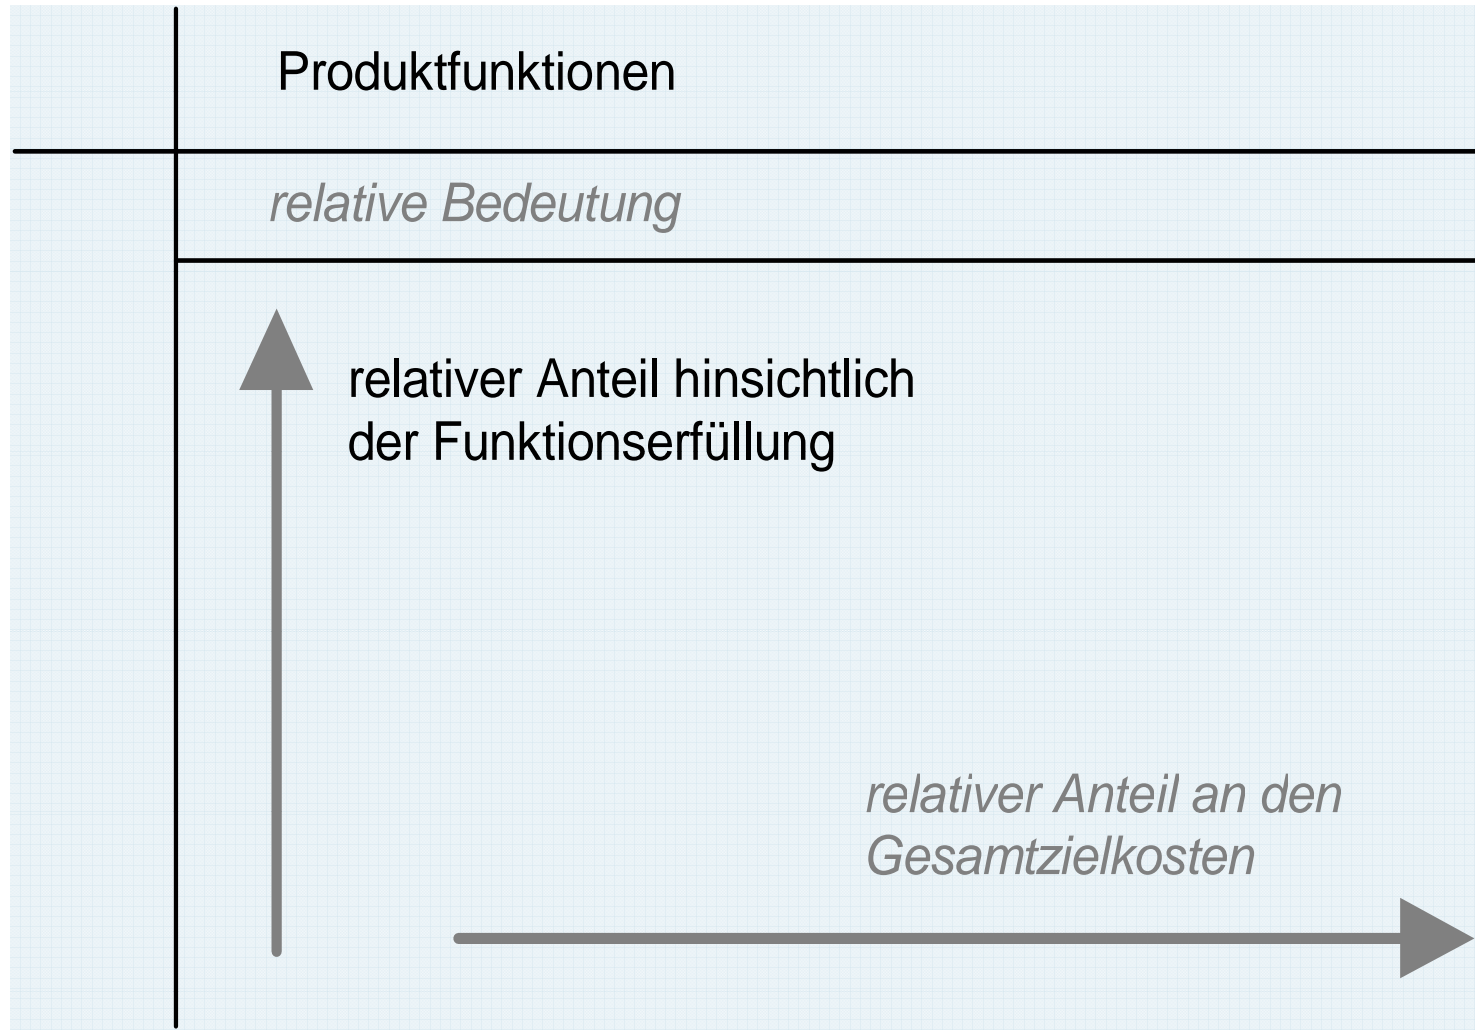 Produktfunktionen
relative Bedeutung
relativer Anteil hinsichtlich
der Funktionserfüllung
relativer Anteil an den
Gesamtzielkosten